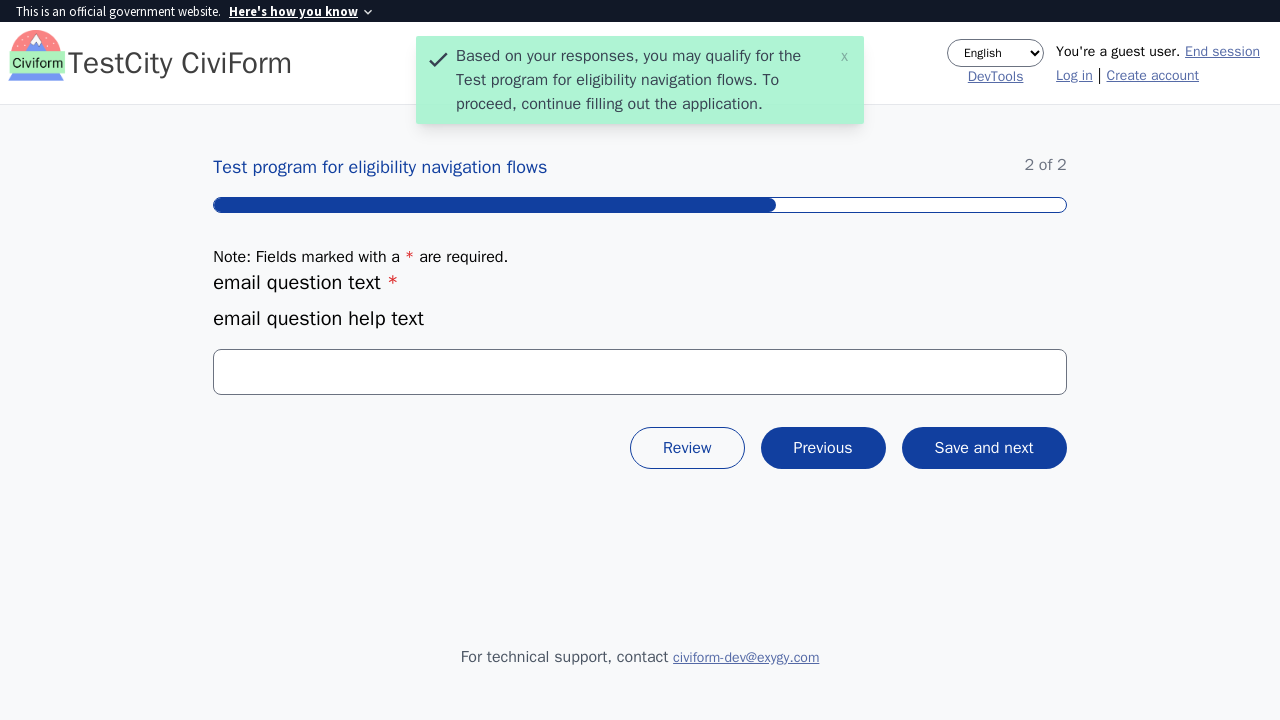 This is an official government website. Here's how you know
Civiform
TestCity CiviForm
Based on your responses, you may qualify for the
Test program for eligibility navigation flows. To
proceed, continue filling out the application.
x
English
DevTools
You're a guest user. End session
Log in | Create account
Test program for eligibility navigation flows
2 of 2
Note: Fields marked with a * are required.
email question text *
email question help text
Review
Previous
Save and next
For technical support, contact civiform-dev@exygy.com